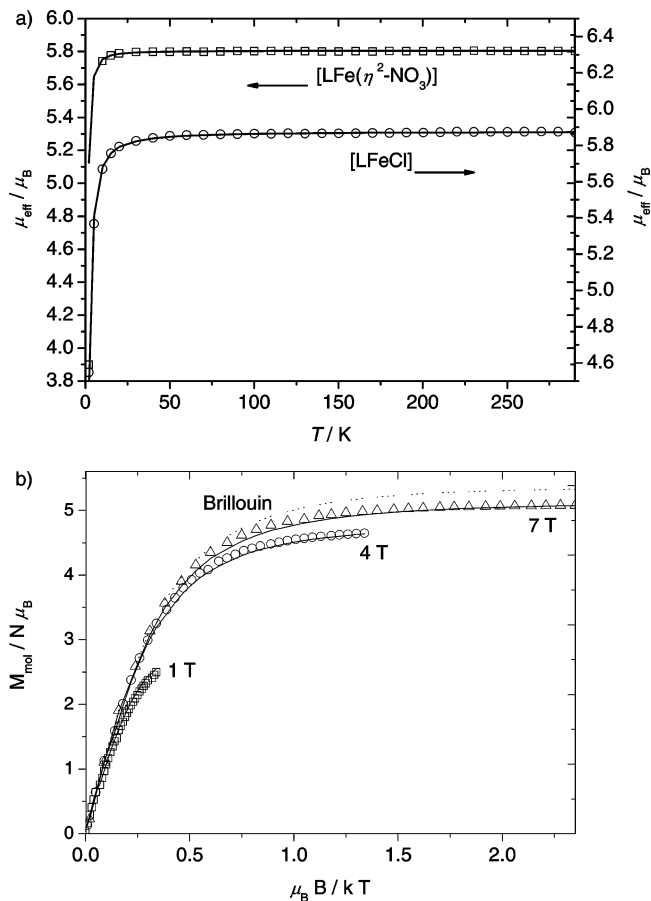 a)
6.0
5.8
5.6
5.4
5.2
5.0
4.8
4.6
4.4
4.2
4.0
3.8
μeff / μB
[LFe(η²-NO₃)]
[LFeCl]
6.4
6.2
6.0
5.8
5.6
5.4
5.2
5.0
4.8
4.6
μeff / μB
0 50 100 150 200 250
T / K
b)
5
4
3
2
1
0
Mmol / N μB
Brillouin
7 T
4 T
1 T
0.0 0.5 1.0 1.5 2.0
μB B / k T